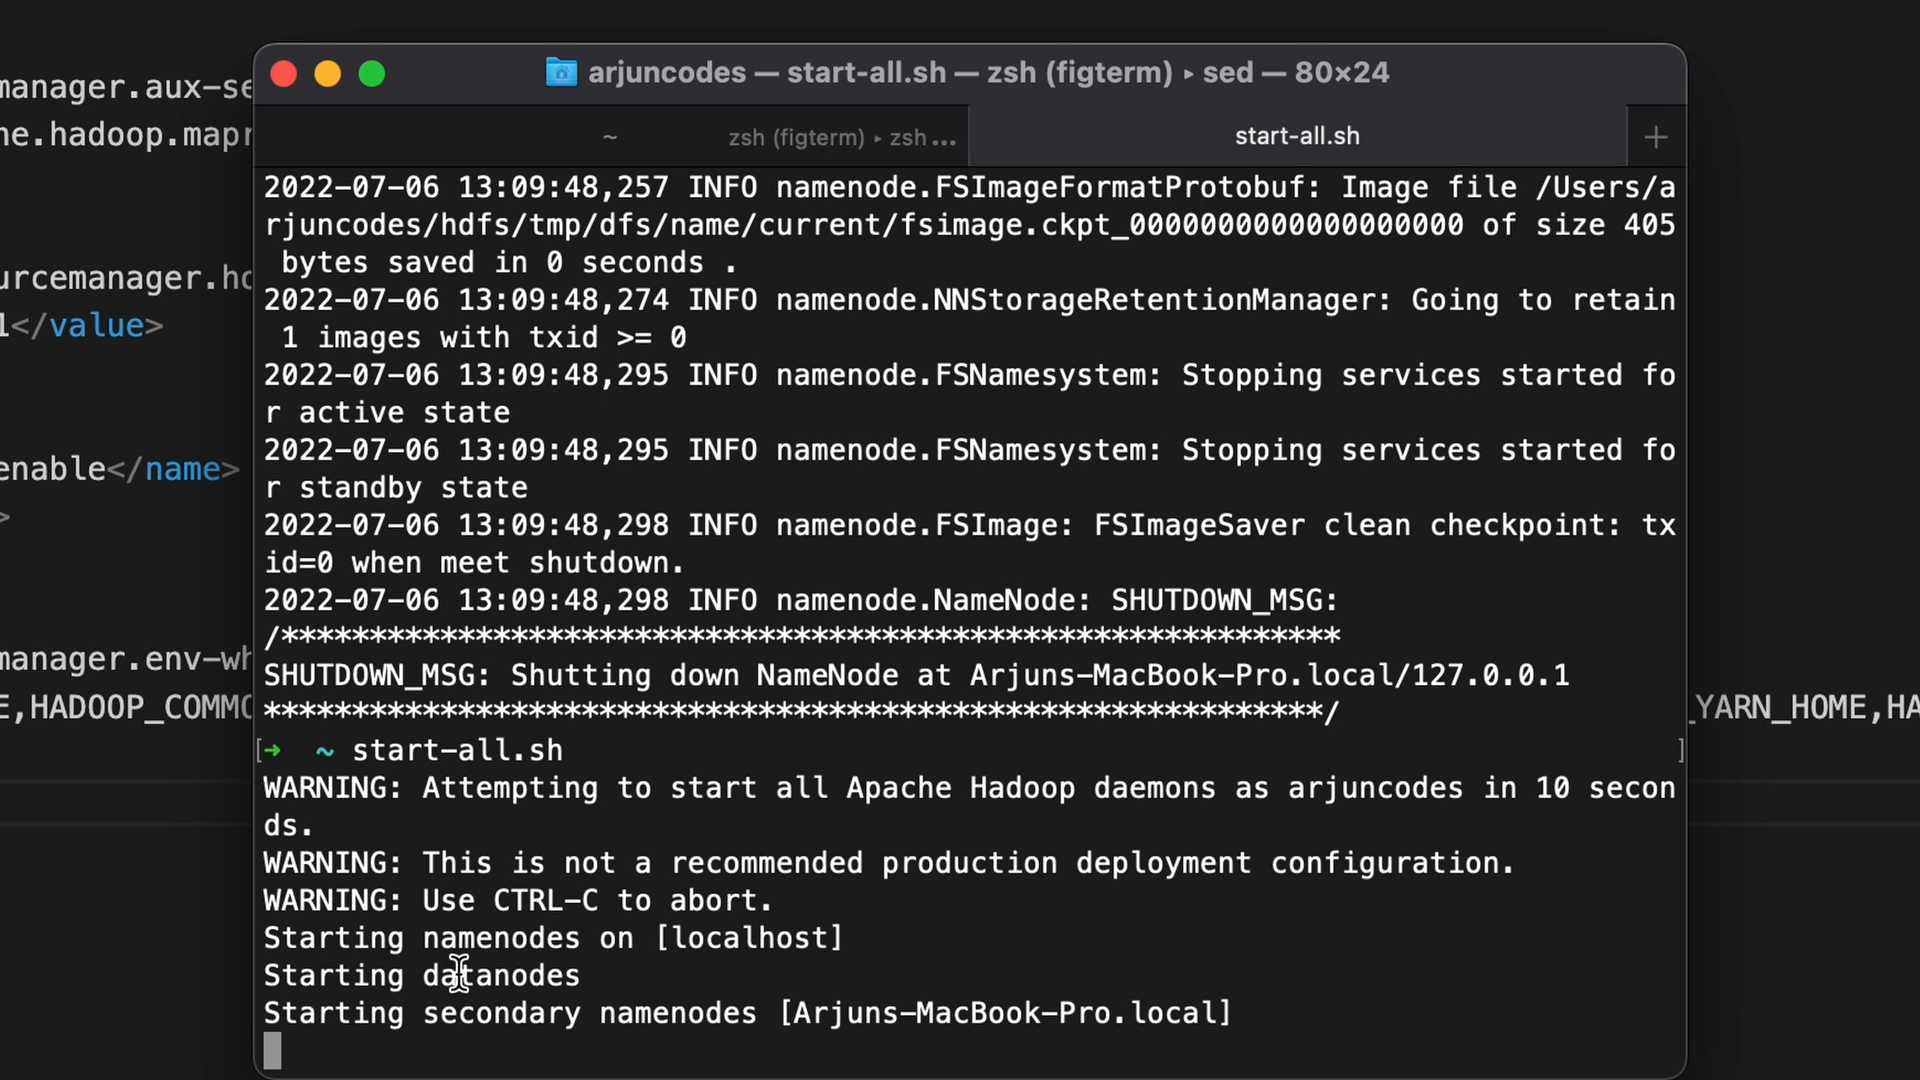 arjuncodes — start-all.sh — zsh (figterm) ▸ sed — 80×24
~ zsh (figterm) ▸ zsh ... start-all.sh +
2022-07-06 13:09:48,257 INFO namenode.FSImageFormatProtobuf: Image file /Users/a
rjuncodes/hdfs/tmp/dfs/name/current/fsimage.ckpt_0000000000000000000 of size 405
bytes saved in 0 seconds .
2022-07-06 13:09:48,274 INFO namenode.NNStorageRetentionManager: Going to retain
1 images with txid >= 0
2022-07-06 13:09:48,295 INFO namenode.FSNamesystem: Stopping services started fo
r active state
2022-07-06 13:09:48,295 INFO namenode.FSNamesystem: Stopping services started fo
r standby state
2022-07-06 13:09:48,298 INFO namenode.FSImage: FSImageSaver clean checkpoint: tx
id=0 when meet shutdown.
2022-07-06 13:09:48,298 INFO namenode.NameNode: SHUTDOWN_MSG:
/************************************************************
SHUTDOWN_MSG: Shutting down NameNode at Arjuns-MacBook-Pro.local/127.0.0.1
************************************************************/
[➜ ~ start-all.sh ]
WARNING: Attempting to start all Apache Hadoop daemons as arjuncodes in 10 secon
ds.
WARNING: This is not a recommended production deployment configuration.
WARNING: Use CTRL-C to abort.
Starting namenodes on [localhost]
Starting datanodes
Starting secondary namenodes [Arjuns-MacBook-Pro.local]
manager.aux-se
ne.hadoop.mapr
urcemanager.ho
1</value>
enable</name>
>
manager.env-wh
E,HADOOP_COMMO
_YARN_HOME,HA